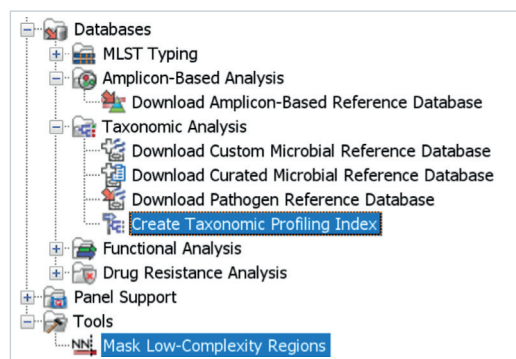 Databases
MLST Typing
Amplicon-Based Analysis
Download Amplicon-Based Reference Database
Taxonomic Analysis
Download Custom Microbial Reference Database
Download Curated Microbial Reference Database
Download Pathogen Reference Database
Create Taxonomic Profiling Index
Functional Analysis
Drug Resistance Analysis
Panel Support
Tools
NN Mask Low-Complexity Regions